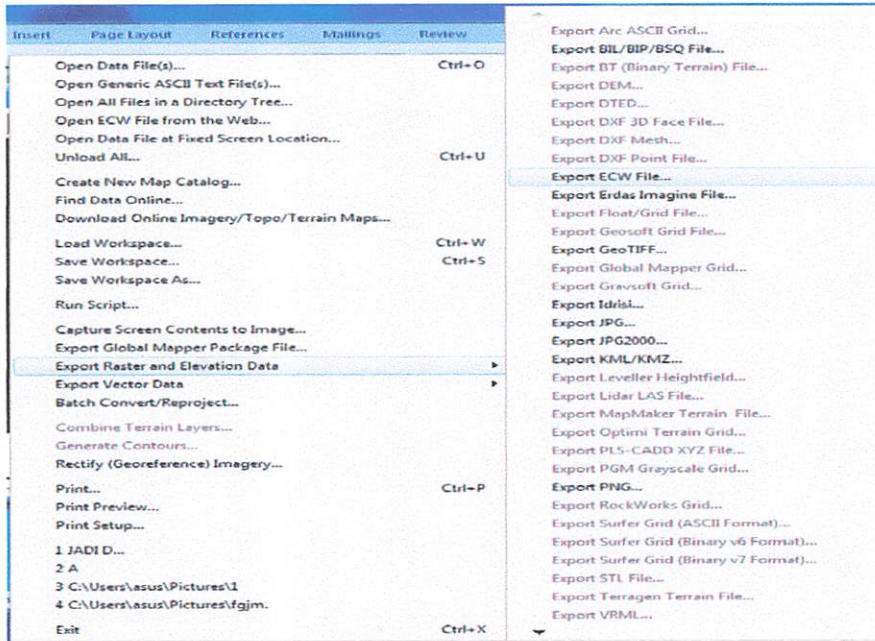 Insert Page Layout References Mailings Review
Open Data File(s)... Ctrl+O
Open Generic ASCII Text File(s)...
Open All Files in a Directory Tree...
Open ECW File from the Web...
Open Data File at Fixed Screen Location...
Unload All... Ctrl+U
Create New Map Catalog...
Find Data Online...
Download Online Imagery/Topo/Terrain Maps...
Load Workspace... Ctrl+W
Save Workspace... Ctrl+S
Save Workspace As...
Run Script...
Capture Screen Contents to Image...
Export Global Mapper Package File...
Export Raster and Elevation Data
Export Vector Data
Batch Convert/Reproject...
Combine Terrain Layers...
Generate Contours...
Rectify (Georeference) Imagery...
Print... Ctrl+P
Print Preview...
Print Setup...
1 JADI D...
2 A
3 C:\Users\asus\Pictures\1
4 C:\Users\asus\Pictures\fgjm.
Exit Ctrl+X
Export Arc ASCII Grid...
Export BIL/BIP/BSQ File...
Export BT (Binary Terrain) File...
Export DEM...
Export DTED...
Export DXF 3D Face File...
Export DXF Mesh...
Export DXF Point File...
Export ECW File...
Export Erdas Imagine File...
Export Float/Grid File...
Export Geosoft Grid File...
Export GeoTIFF...
Export Global Mapper Grid...
Export Gravsoft Grid...
Export Idrisi...
Export JPG...
Export JPG2000...
Export KML/KMZ...
Export Leveller Heightfield...
Export Lidar LAS File...
Export MapMaker Terrain File...
Export Optimi Terrain Grid...
Export PLS-CADD XYZ File...
Export PGM Grayscale Grid...
Export PNG...
Export RockWorks Grid...
Export Surfer Grid (ASCII Format)...
Export Surfer Grid (Binary v6 Format)...
Export Surfer Grid (Binary v7 Format)...
Export STL File...
Export Terragen Terrain File...
Export VRML...